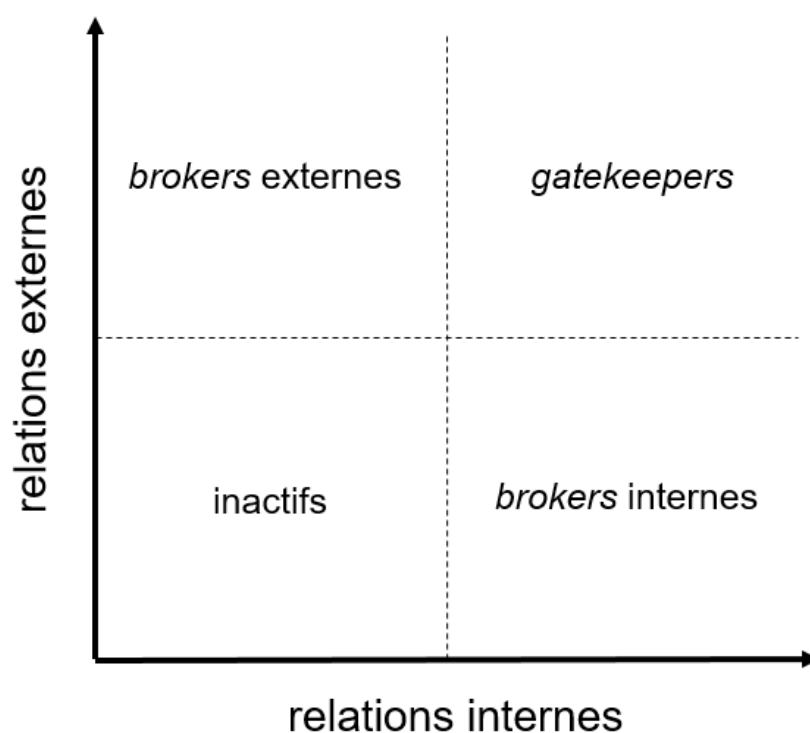 relations externes
brokers externes
gatekeepers
inactifs
brokers internes
relations internes